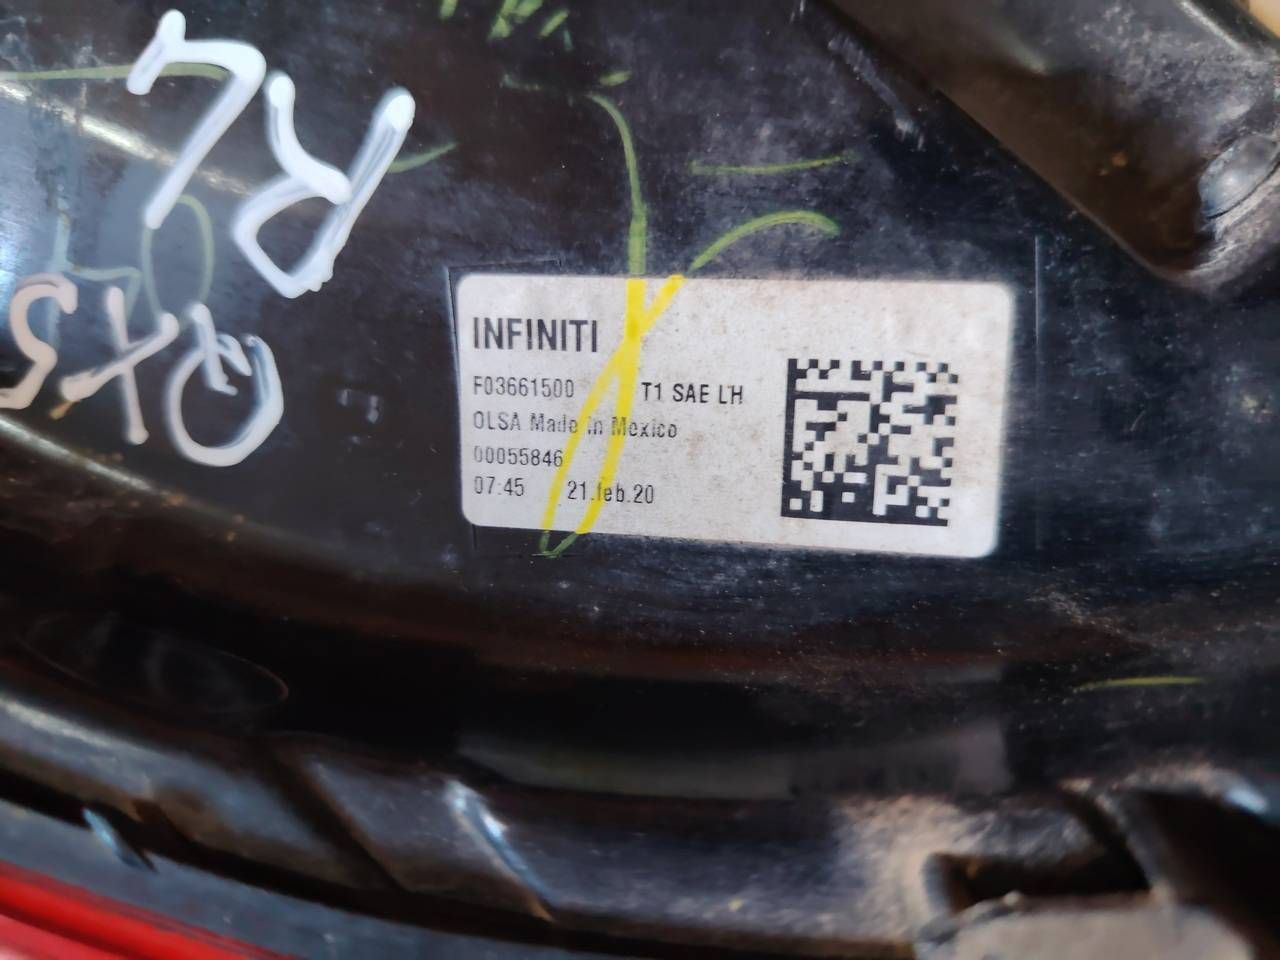 RL
QX5
INFINITI
F03661500 T1 SAE LH
OLSA Made in Mexico
00055846
07:45 21.feb.20